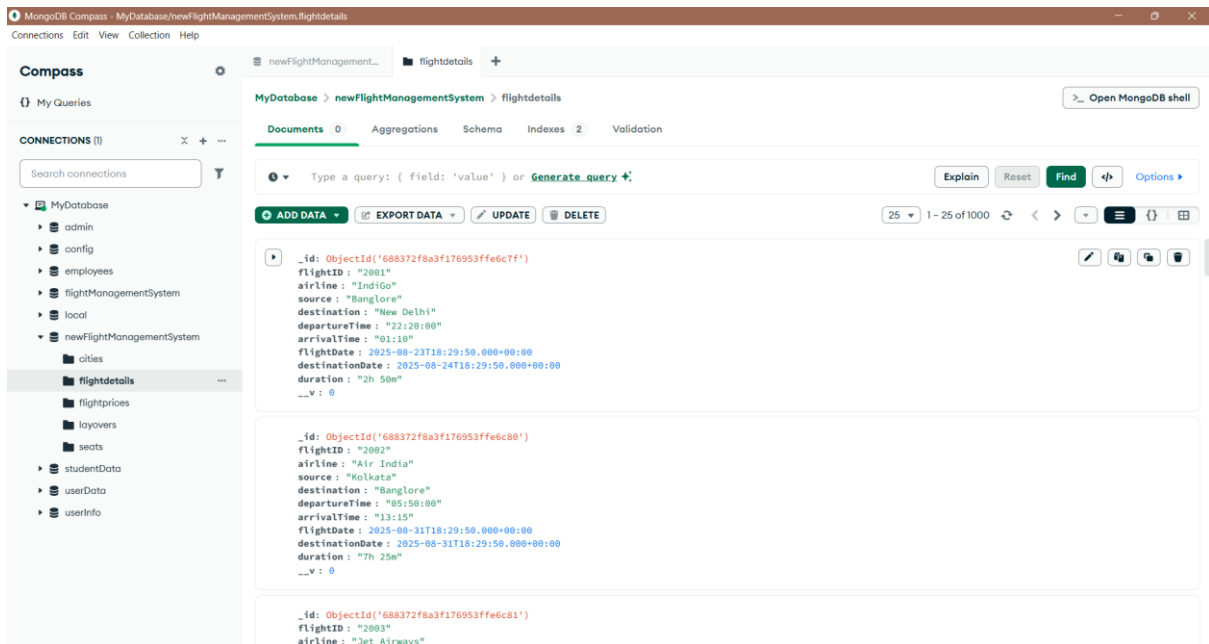 MongoDB Compass - MyDatabase/newFlightManagementSystem.flightdetails
Connections Edit View Collection Help
Compass
{} My Queries
CONNECTIONS (1)
Search connections
MyDatabase
admin
config
employees
flightManagementSystem
local
newFlightManagementSystem
cities
flightdetails
flightprices
layovers
seats
studentData
userData
userInfo
newFlightManagement...
flightdetails
MyDatabase > newFlightManagementSystem > flightdetails
>_ Open MongoDB shell
Documents 0 Aggregations Schema Indexes 2 Validation
Type a query: { field: 'value' } or Generate query
Explain Reset Find </> Options
ADD DATA EXPORT DATA UPDATE DELETE
25 1 – 25 of 1000 {}
_id: ObjectId('688372f8a3f176953ffe6c7f')
flightID : "2001"
airline : "IndiGo"
source : "Banglore"
destination : "New Delhi"
departureTime : "22:20:00"
arrivalTime : "01:10"
flightDate : 2025-08-23T18:29:50.000+00:00
destinationDate : 2025-08-24T18:29:50.000+00:00
duration : "2h 50m"
__v : 0
_id: ObjectId('688372f8a3f176953ffe6c80')
flightID : "2002"
airline : "Air India"
source : "Kolkata"
destination : "Banglore"
departureTime : "05:50:00"
arrivalTime : "13:15"
flightDate : 2025-08-31T18:29:50.000+00:00
destinationDate : 2025-08-31T18:29:50.000+00:00
duration : "7h 25m"
__v : 0
_id: ObjectId('688372f8a3f176953ffe6c81')
flightID : "2003"
airline : "Jet Airways"